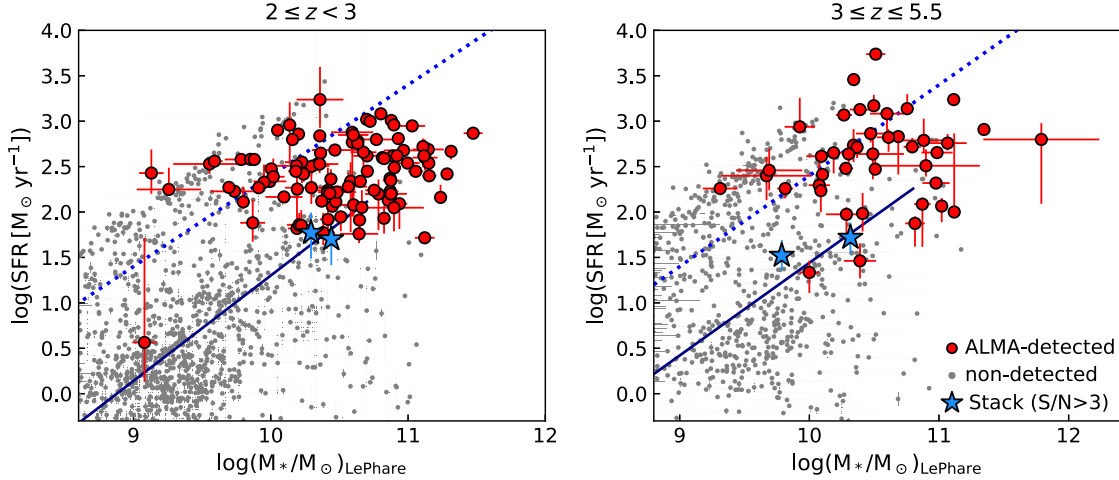 2 ≤ z < 3
3 ≤ z ≤ 5.5
log(SFR [M⊙ yr⁻¹])
4.0
3.5
3.0
2.5
2.0
1.5
1.0
0.5
0.0
9
10
11
12
log(M*/M⊙)LePhare
log(SFR [M⊙ yr⁻¹])
4.0
3.5
3.0
2.5
2.0
1.5
1.0
0.5
0.0
ALMA-detected
non-detected
Stack (S/N>3)
9
10
11
12
log(M*/M⊙)LePhare